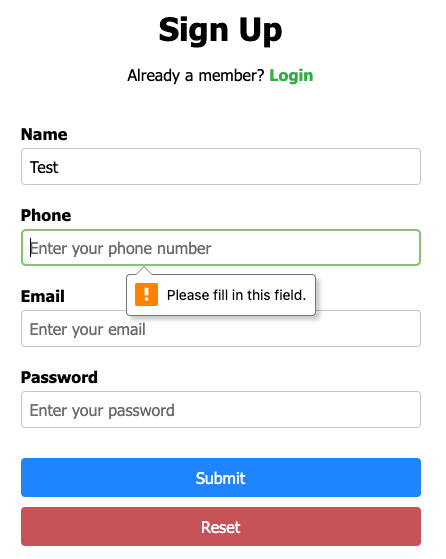 Sign Up
Already a member? Login
Name
Test
Phone
Enter your phone number
Please fill in this field.
Email
Enter your email
Password
Enter your password
Submit
Reset